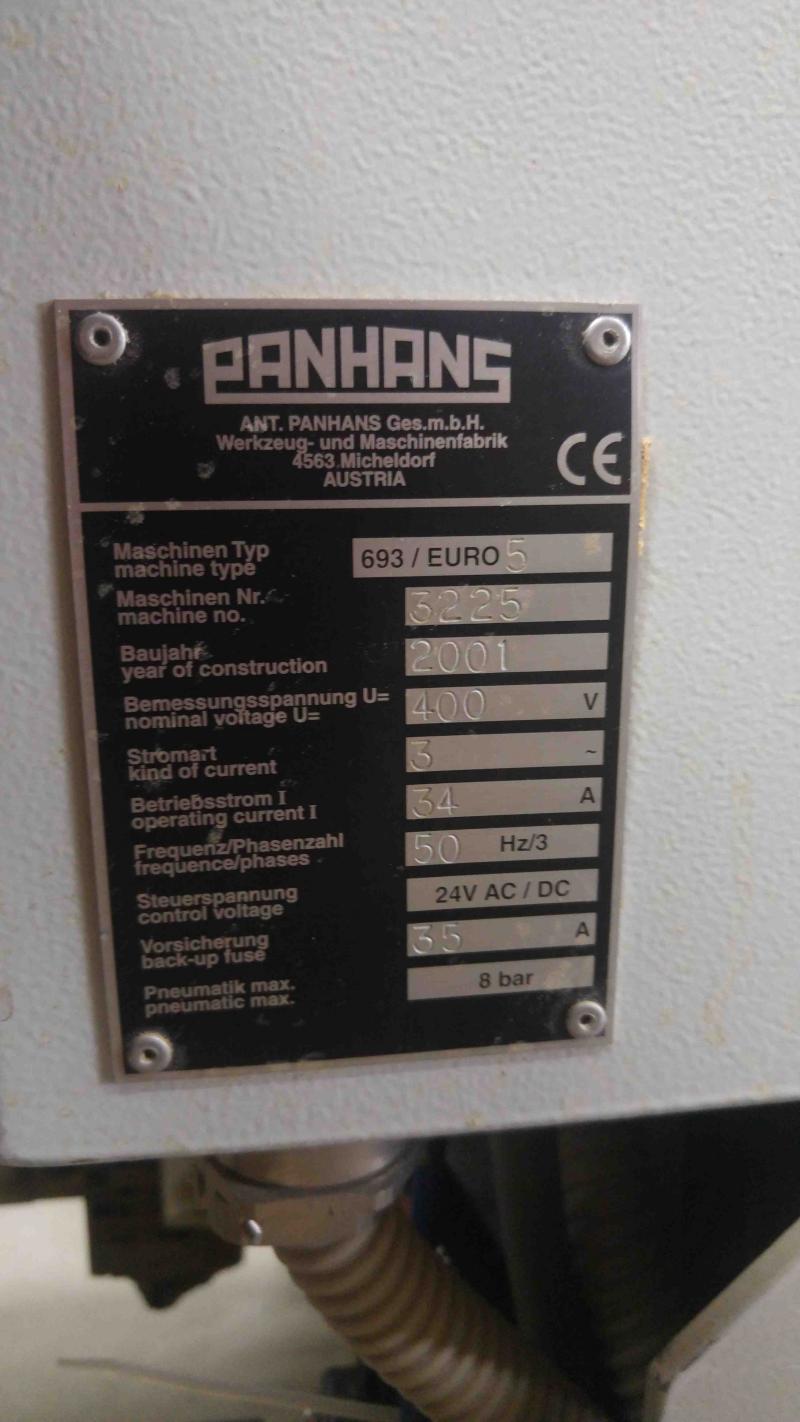 PANHANS
ANT. PANHANS Ges.m.b.H.
Werkzeug- und Maschinenfabrik
4563 Micheldorf
AUSTRIA
CE
Maschinen Typ
machine type
693 / EURO 5
Maschinen Nr.
machine no.
3225
Baujahr
year of construction
2001
Bemessungsspannung U=
nominal voltage U=
400 V
Stromart
kind of current
3 ~
Betriebsstrom I
operating current I
34 A
Frequenz/Phasenzahl
frequence/phases
50 Hz/3
Steuerspannung
control voltage
24V AC / DC
Vorsicherung
back-up fuse
35 A
Pneumatik max.
pneumatic max.
8 bar